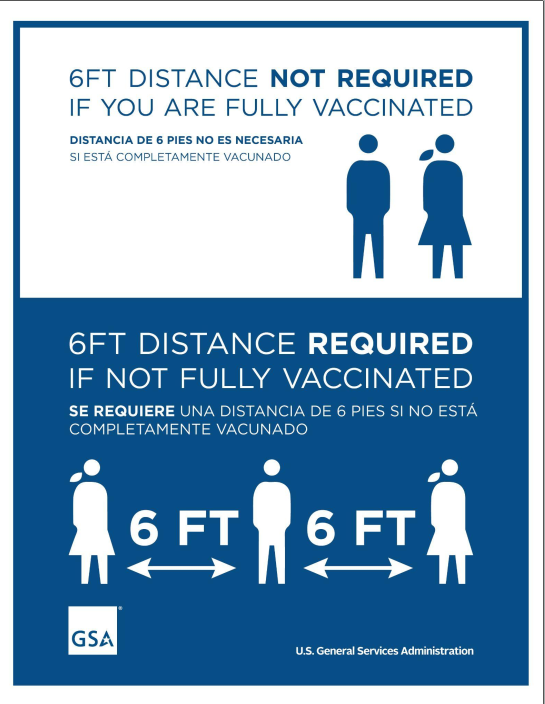 6FT DISTANCE NOT REQUIRED
IF YOU ARE FULLY VACCINATED
DISTANCIA DE 6 PIES NO ES NECESARIA
SI ESTÁ COMPLETAMENTE VACUNADO
6FT DISTANCE REQUIRED
IF NOT FULLY VACCINATED
SE REQUIERE UNA DISTANCIA DE 6 PIES SI NO ESTÁ
COMPLETAMENTE VACUNADO
6 FT 6 FT
GSA®
U.S. General Services Administration